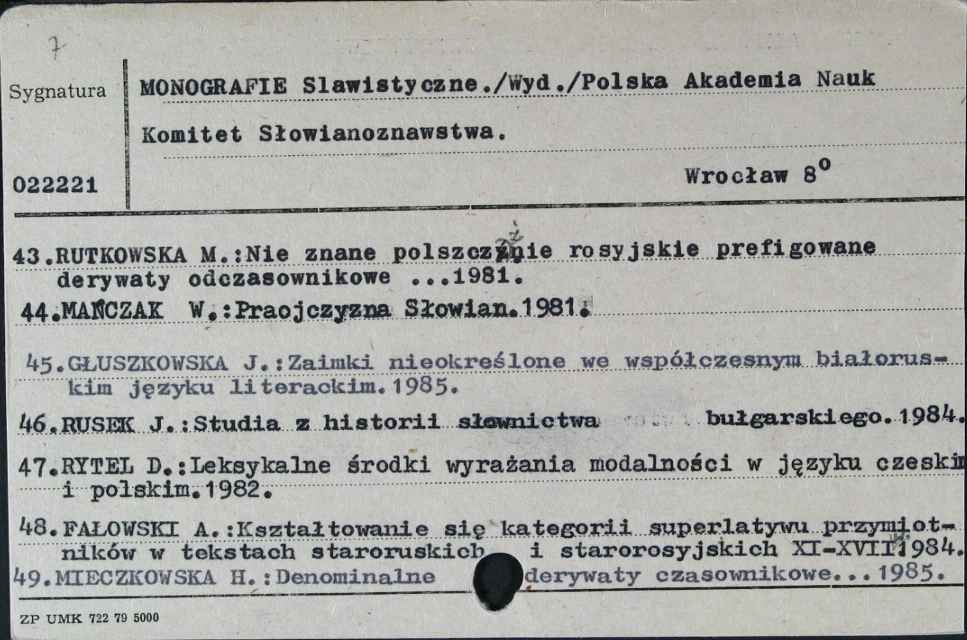 7
Sygnatura
MONOGRAFIE Slawistyczne./Wyd./Polska Akademia Nauk
Komitet Słowianoznawstwa.
022221
Wrocław 8º
43.RUTKOWSKA M.:Nie znane polszczyźnie rosyjskie prefigowane
derywaty odczasownikowe ...1981.
44.MAŃCZAK W.:Praojczyzna Słowian.1981.
45.GŁUSZKOWSKA J.:Zaimki nieokreślone we współczesnym białorus-
kim języku literackim.1985.
46.RUSEK J.:Studia z historii słownictwa bułgarskiego.1984.
47.RYTEL D.:Leksykalne środki wyrażania modalności w języku czeskim
i polskim.1982.
48.FAŁOWSKI A.:Kształtowanie się kategorii superlatywu przymiot-
ników w tekstach staroruskich i starorosyjskich XI-XVII 1984.
49.MIECZKOWSKA H.:Denominalne derywaty czasownikowe...1985.
ZP UMK 722 79 5000